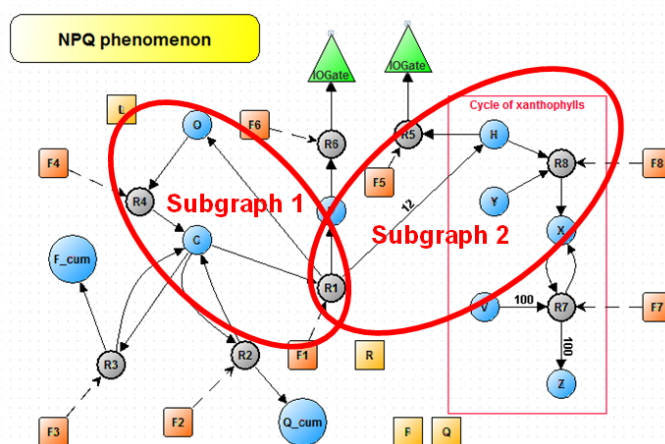 NPQ phenomenon
IOGate
IOGate
Cycle of xanthophylls
L
O
F6
R6
R5
H
R8
F8
F4
R4
F5
12
Y
Subgraph 1
Subgraph 2
X
F_cum
C
R1
V
100
R7
F7
R3
R2
F1
R
100
Z
F3
F2
Q_cum
F
Q